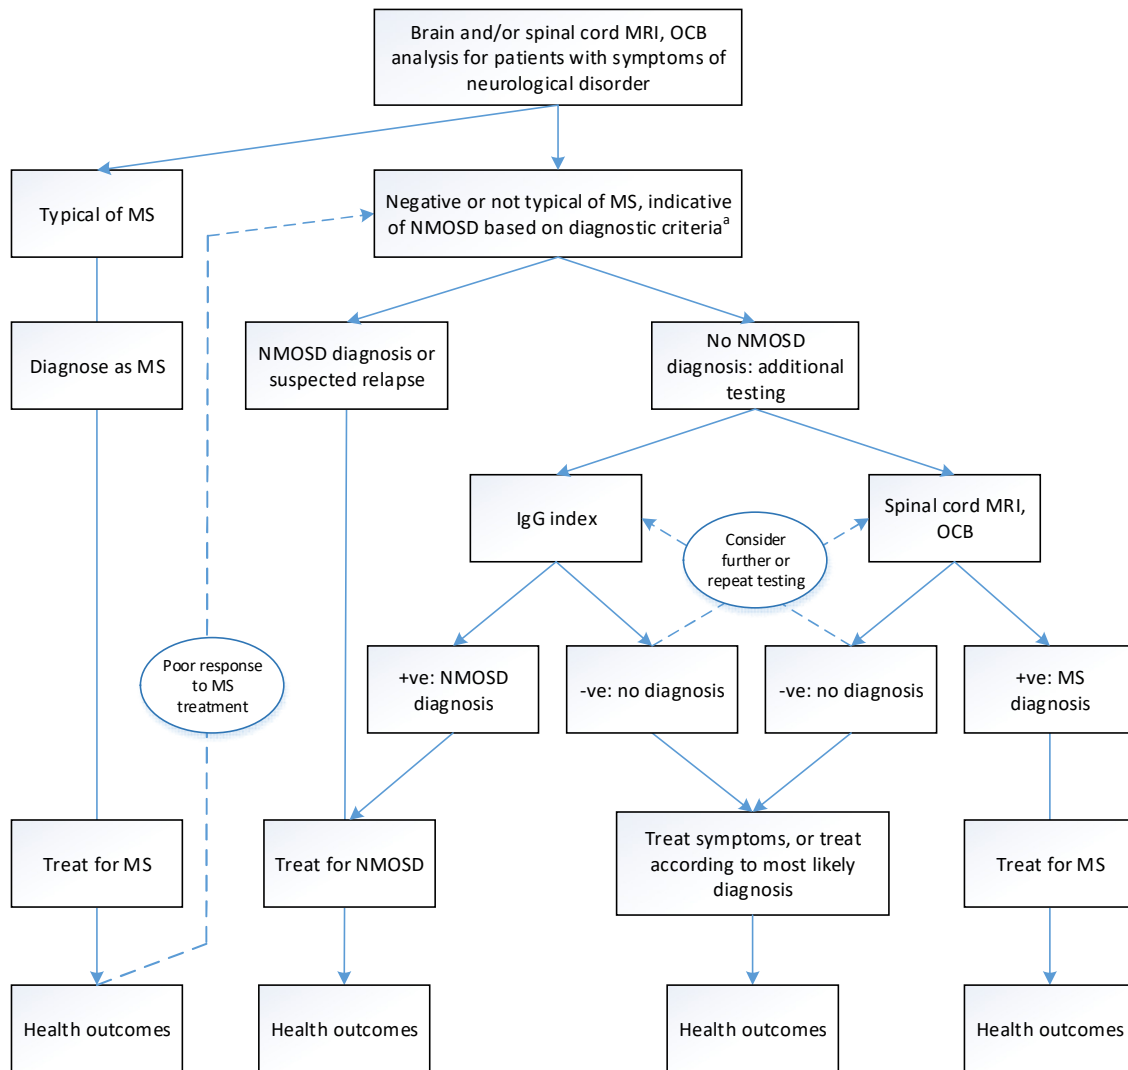 Brain and/or spinal cord MRI, OCB
analysis for patients with symptoms of
neurological disorder
Typical of MS
Negative or not typical of MS, indicative
of NMOSD based on diagnostic criteriaᵃ
Diagnose as MS
NMOSD diagnosis or
suspected relapse
No NMOSD
diagnosis: additional
testing
IgG index
Consider
further or
repeat testing
Spinal cord MRI,
OCB
Poor response
to MS
treatment
+ve: NMOSD
diagnosis
-ve: no diagnosis
-ve: no diagnosis
+ve: MS
diagnosis
Treat for MS
Treat for NMOSD
Treat symptoms, or treat
according to most likely
diagnosis
Treat for MS
Health outcomes
Health outcomes
Health outcomes
Health outcomes